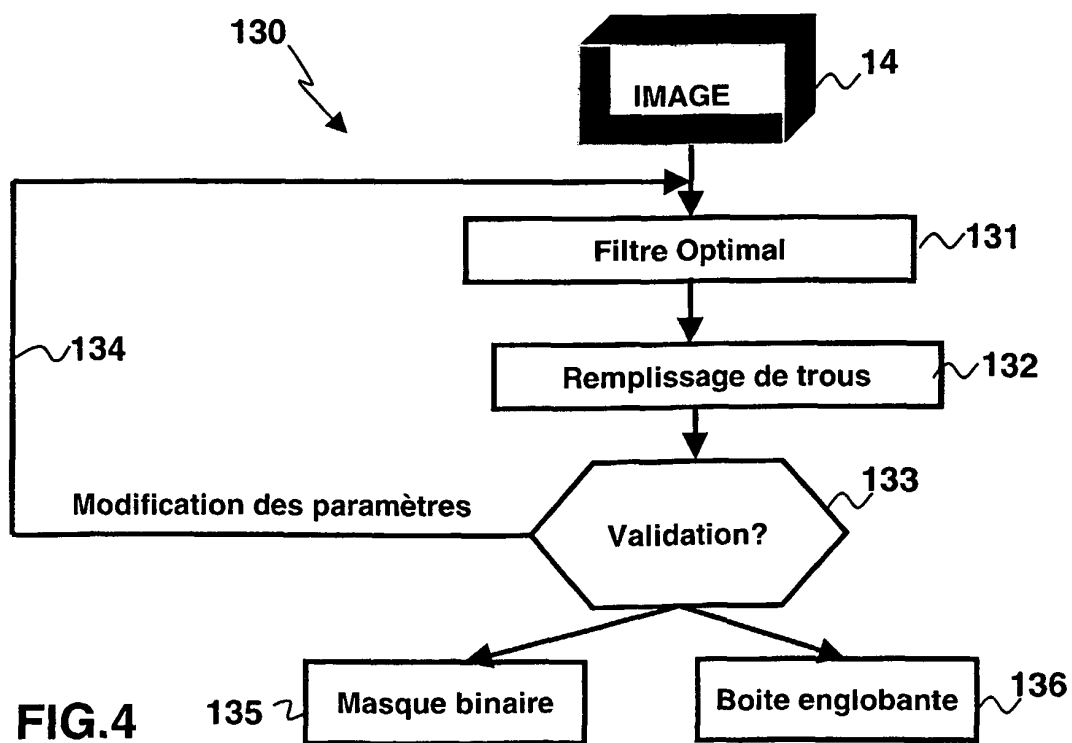 130
14
IMAGE
Filtre Optimal
131
134
Remplissage de trous
132
Modification des paramètres
133
Validation?
FIG.4
135
Masque binaire
Boite englobante
136